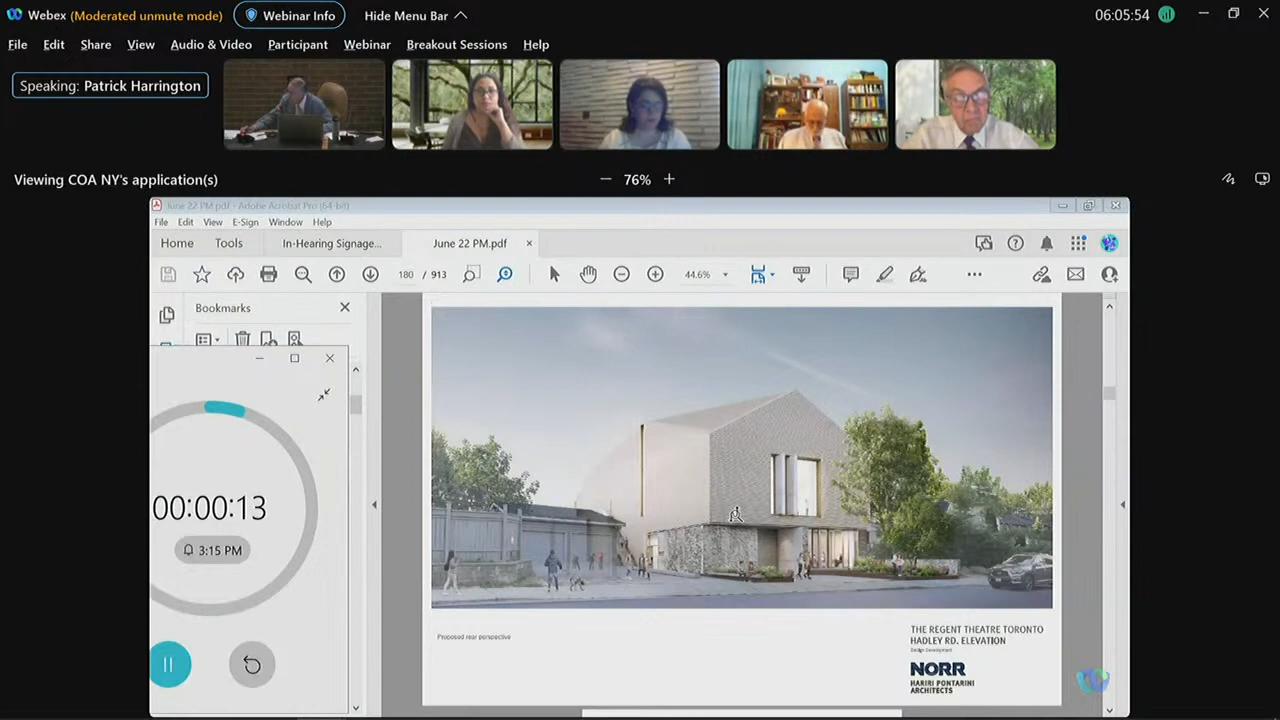 Webex (Moderated unmute mode) Webinar Info Hide Menu Bar 06:05:54
File Edit Share View Audio & Video Participant Webinar Breakout Sessions Help
Speaking: Patrick Harrington
Viewing COA NY's application(s) 76%
June 22 PM.pdf - Adobe Acrobat Pro (64-bit)
File Edit View E-Sign Window Help
Home Tools In-Hearing Signage... June 22 PM.pdf
180 / 913 44.6%
Bookmarks
00:00:13
3:15 PM
Proposed rear perspective
THE REGENT THEATRE TORONTO
HADLEY RD. ELEVATION
Design Development
NORR
HARIRI PONTARINI
ARCHITECTS